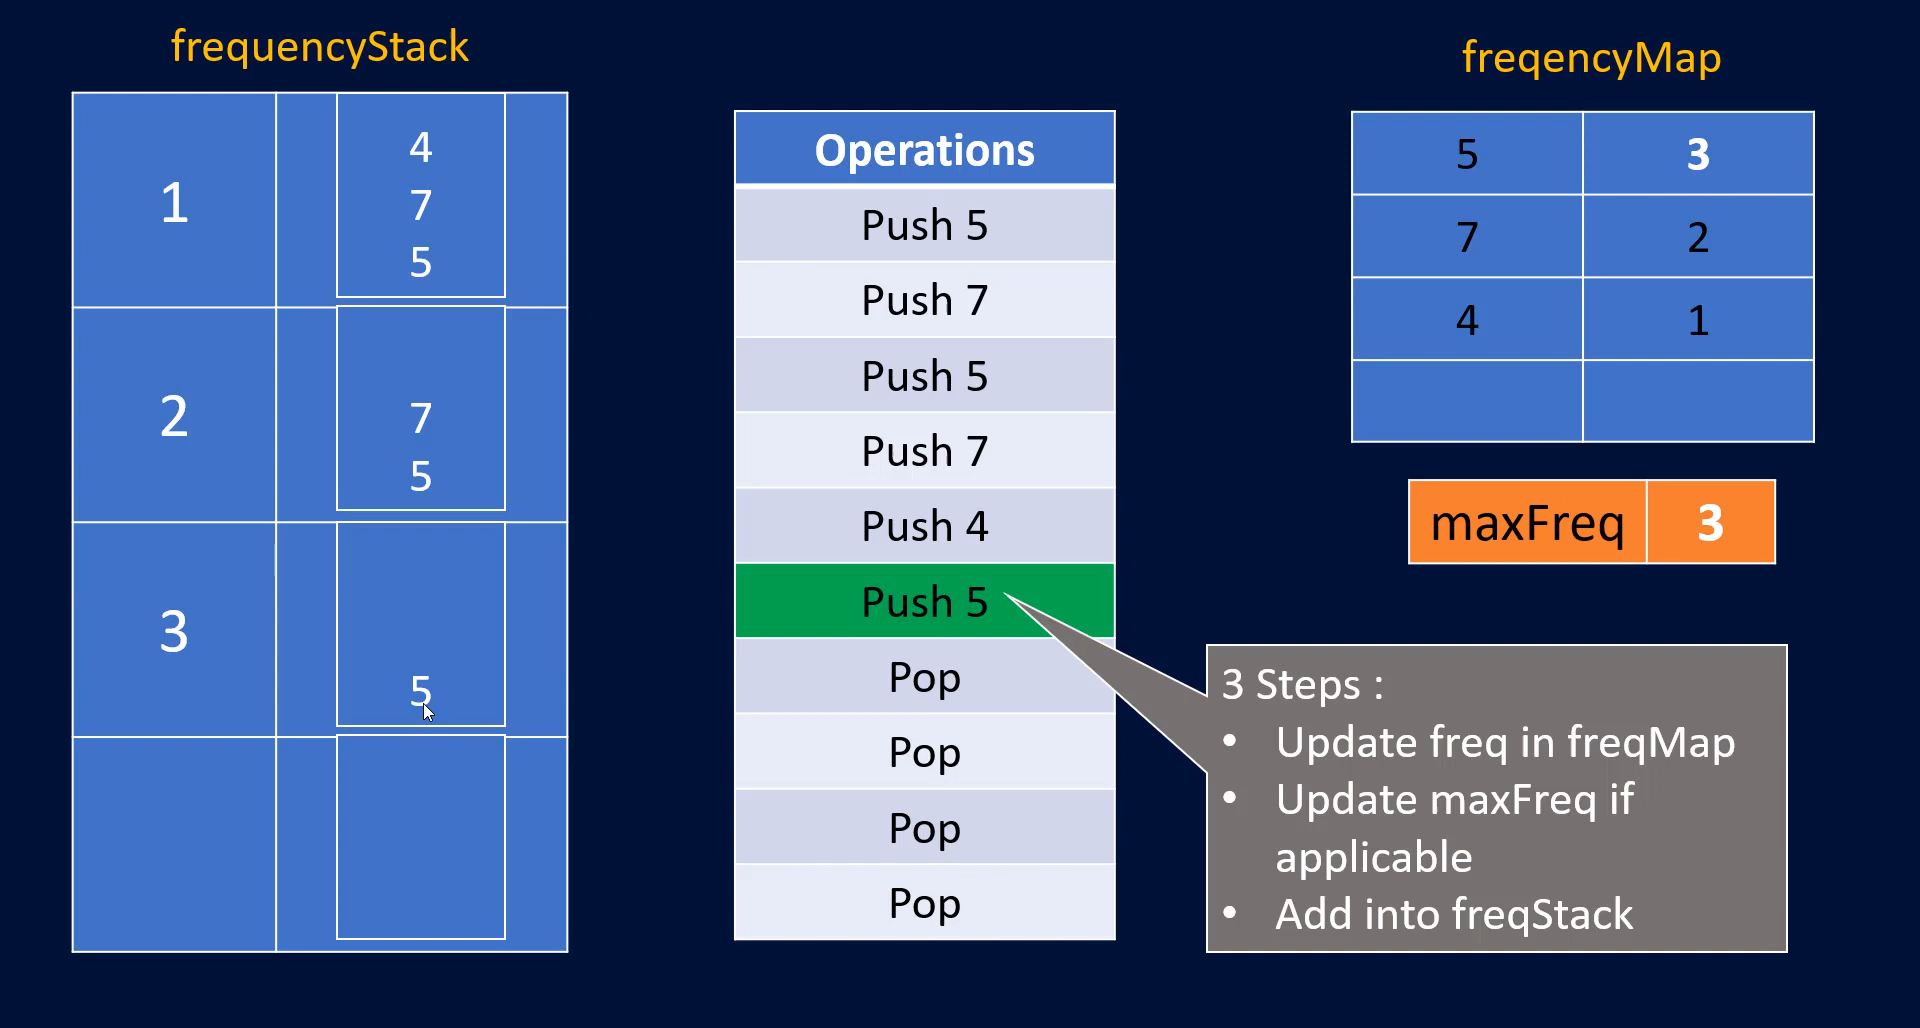 frequencyStack
1
4
7
5
2
7
5
3
5
Operations
Push 5
Push 7
Push 5
Push 7
Push 4
Push 5
Pop
Pop
Pop
Pop
freqencyMap
5 3
7 2
4 1
maxFreq 3
3 Steps :
• Update freq in freqMap
• Update maxFreq if
applicable
• Add into freqStack